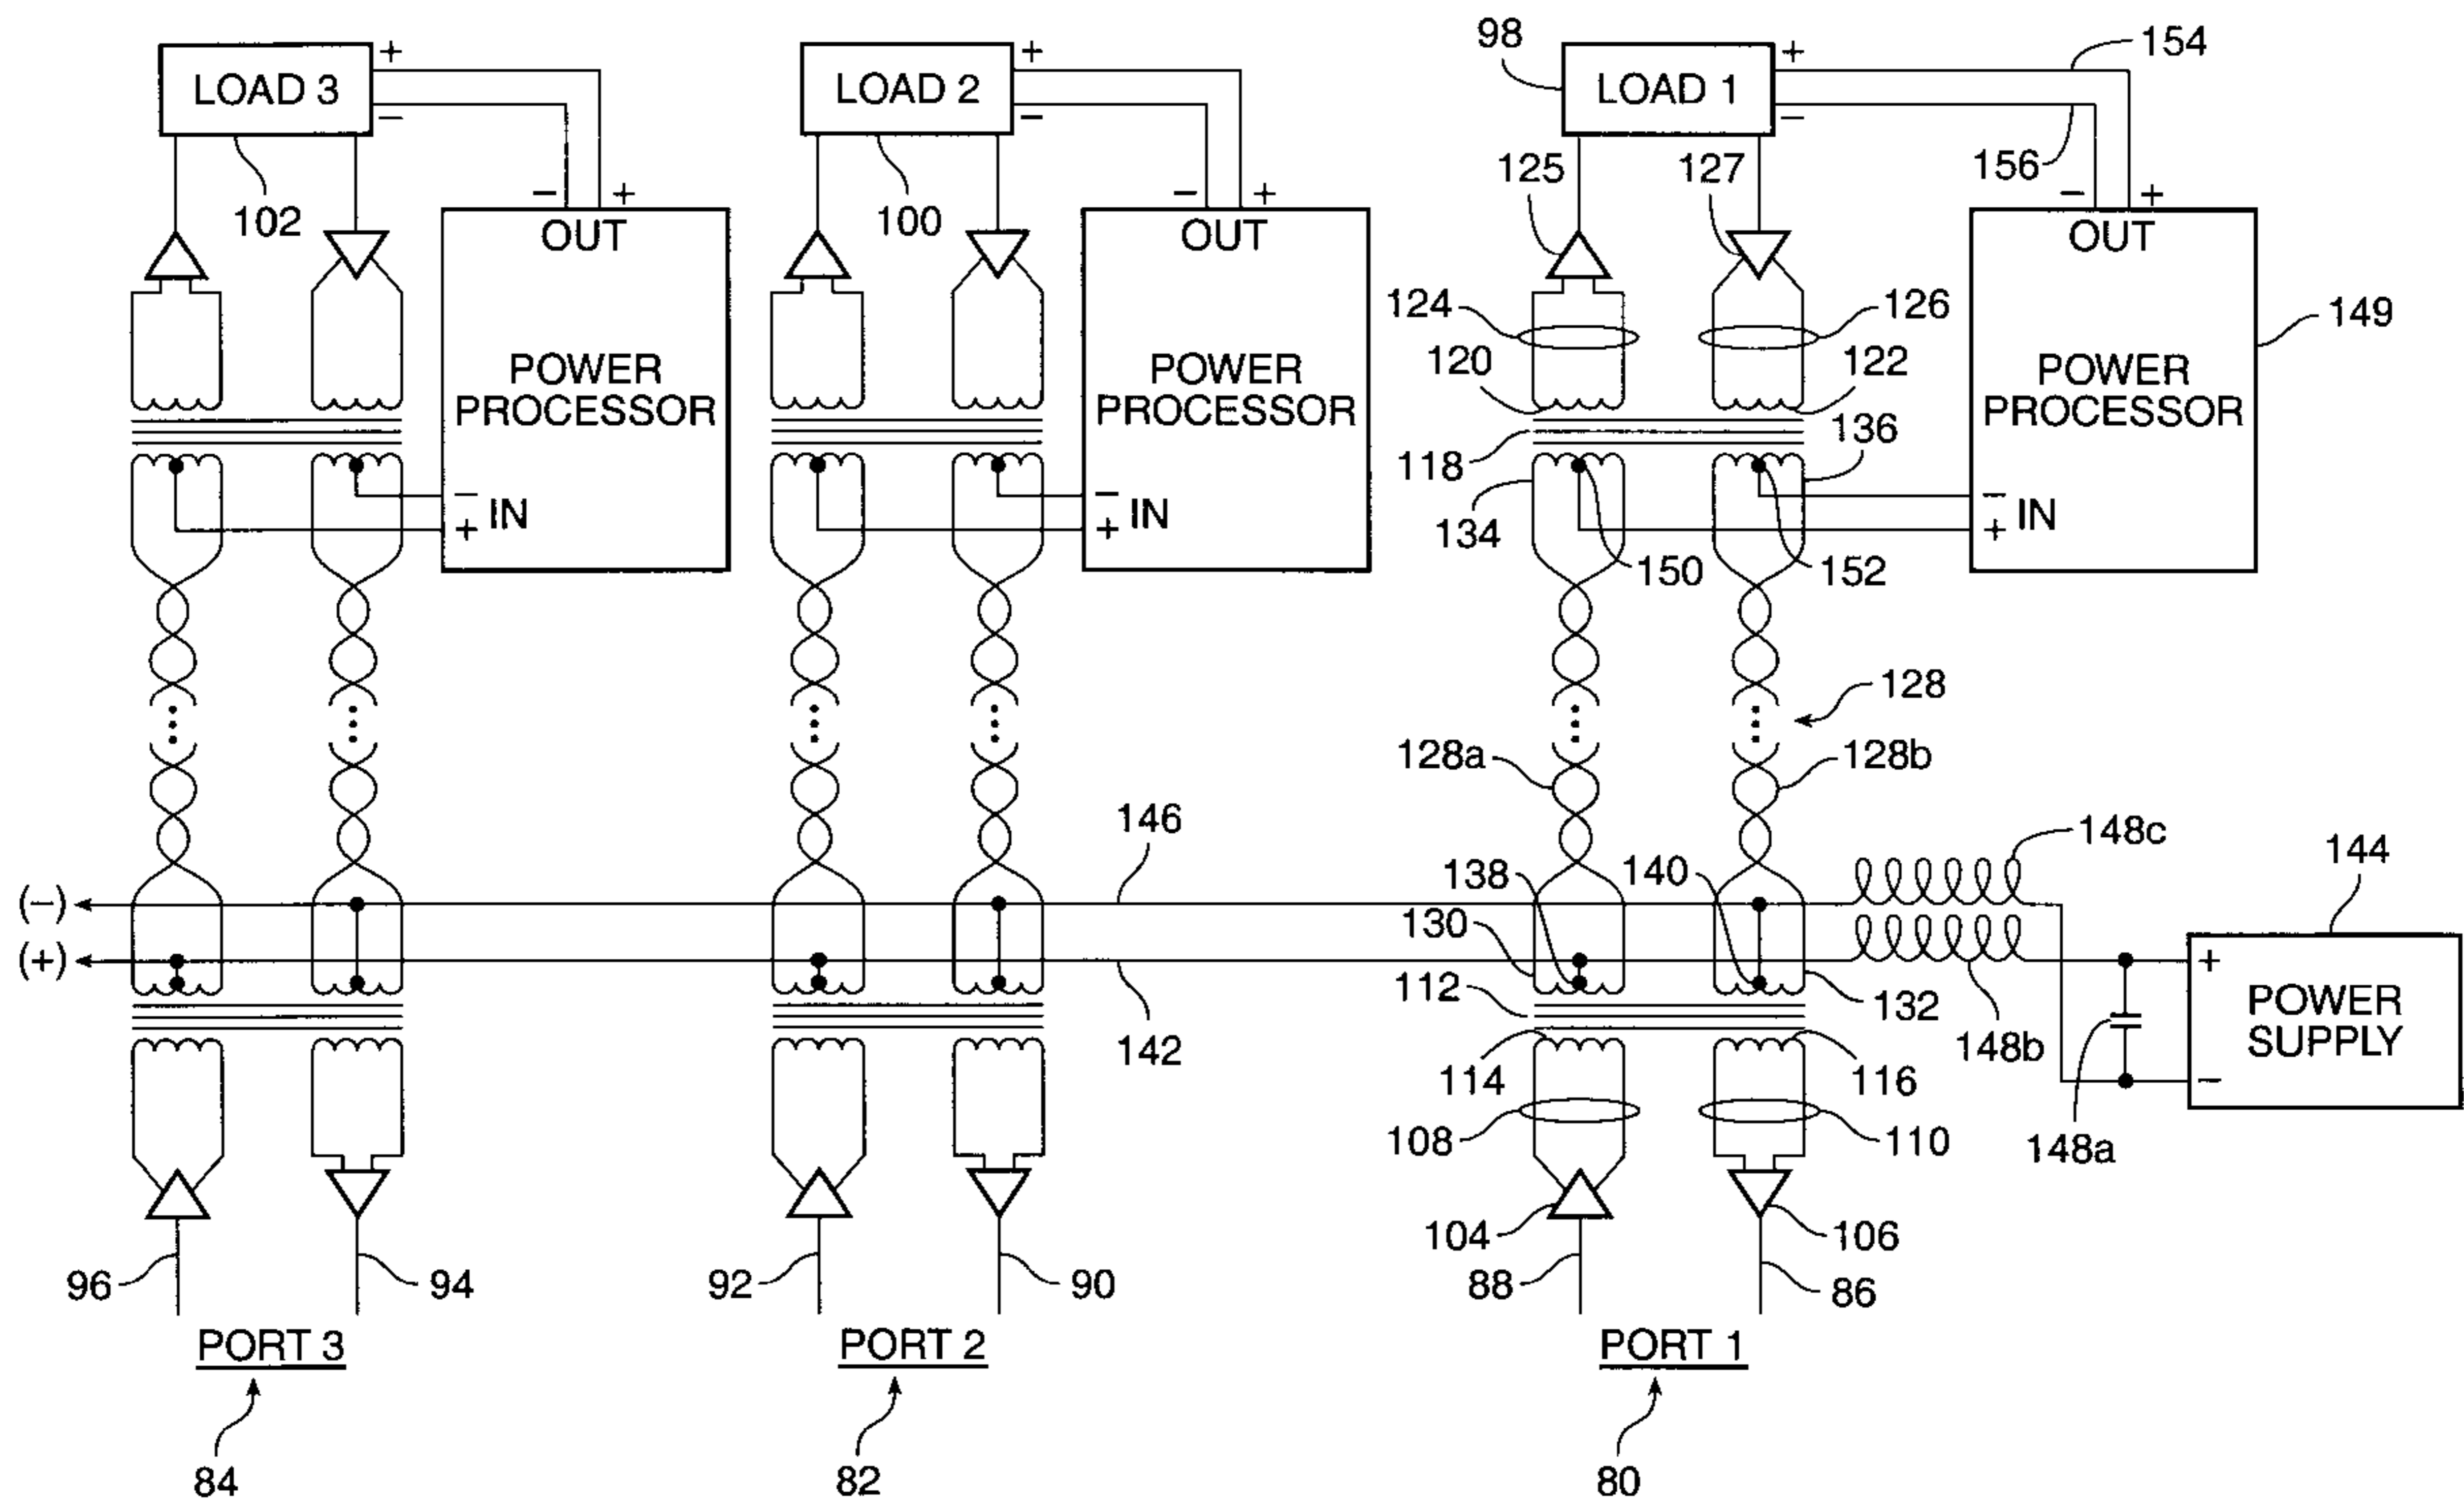 98
154
+
+
+
LOAD 3
LOAD 2
LOAD 1
−
−
−
125
127
156
102
100
− +
− +
− +
OUT
OUT
OUT
124
126
149
120
122
POWER
PROCESSOR
POWER
PROCESSOR
POWER
PROCESSOR
118
136
− IN
+
− IN
+
− IN
+
134
150
152
128
128a
128b
146
148c
144
138
140
(−)
130
(+)
+
112
132
POWER
SUPPLY
142
148b
−
114
116
108
110
148a
104
106
96
94
92
90
88
86
PORT 3
PORT 2
PORT 1
84
82
80